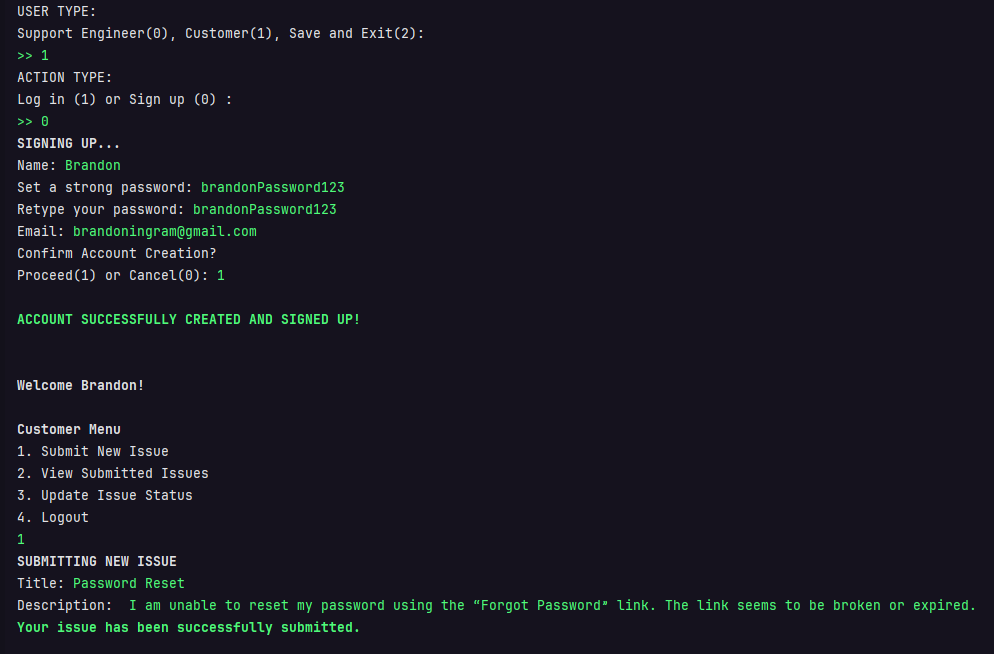 USER TYPE:
Support Engineer(0), Customer(1), Save and Exit(2):
>> 1
ACTION TYPE:
Log in (1) or Sign up (0) :
>> 0
SIGNING UP...
Name: Brandon
Set a strong password: brandonPassword123
Retype your password: brandonPassword123
Email: brandoningram@gmail.com
Confirm Account Creation?
Proceed(1) or Cancel(0): 1
ACCOUNT SUCCESSFULLY CREATED AND SIGNED UP!
Welcome Brandon!
Customer Menu
1. Submit New Issue
2. View Submitted Issues
3. Update Issue Status
4. Logout
1
SUBMITTING NEW ISSUE
Title: Password Reset
Description:  I am unable to reset my password using the “Forgot Password” link. The link seems to be broken or expired.
Your issue has been successfully submitted.